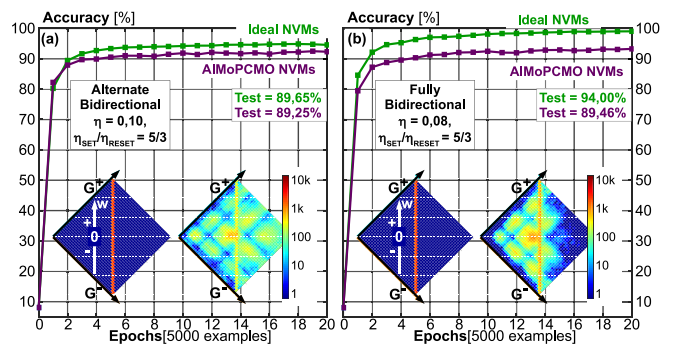 Accuracy [%]
Ideal NVMs
100
(a)
90
80
70
60
50
40
30
20
10
AlMoPCMO NVMs
Alternate
Bidirectional
η = 0,10,
ηSET/ηRESET = 5/3
Test = 89,65%
Test = 89,25%
G+
w
+
0
-
G-
10k
1k
100
10
1
0 2 4 6 8 10 12 14 16 18 20
Epochs[5000 examples]
Accuracy [%]
Ideal NVMs
(b)
AlMoPCMO NVMs
Fully
Bidirectional
η = 0,08,
ηSET/ηRESET = 5/3
Test = 94,00%
Test = 89,46%
G+
w
+
0
-
G-
10k
1k
100
10
1
100
90
80
70
60
50
40
30
20
10
0 2 4 6 8 10 12 14 16 18 20
Epochs[5000 examples]